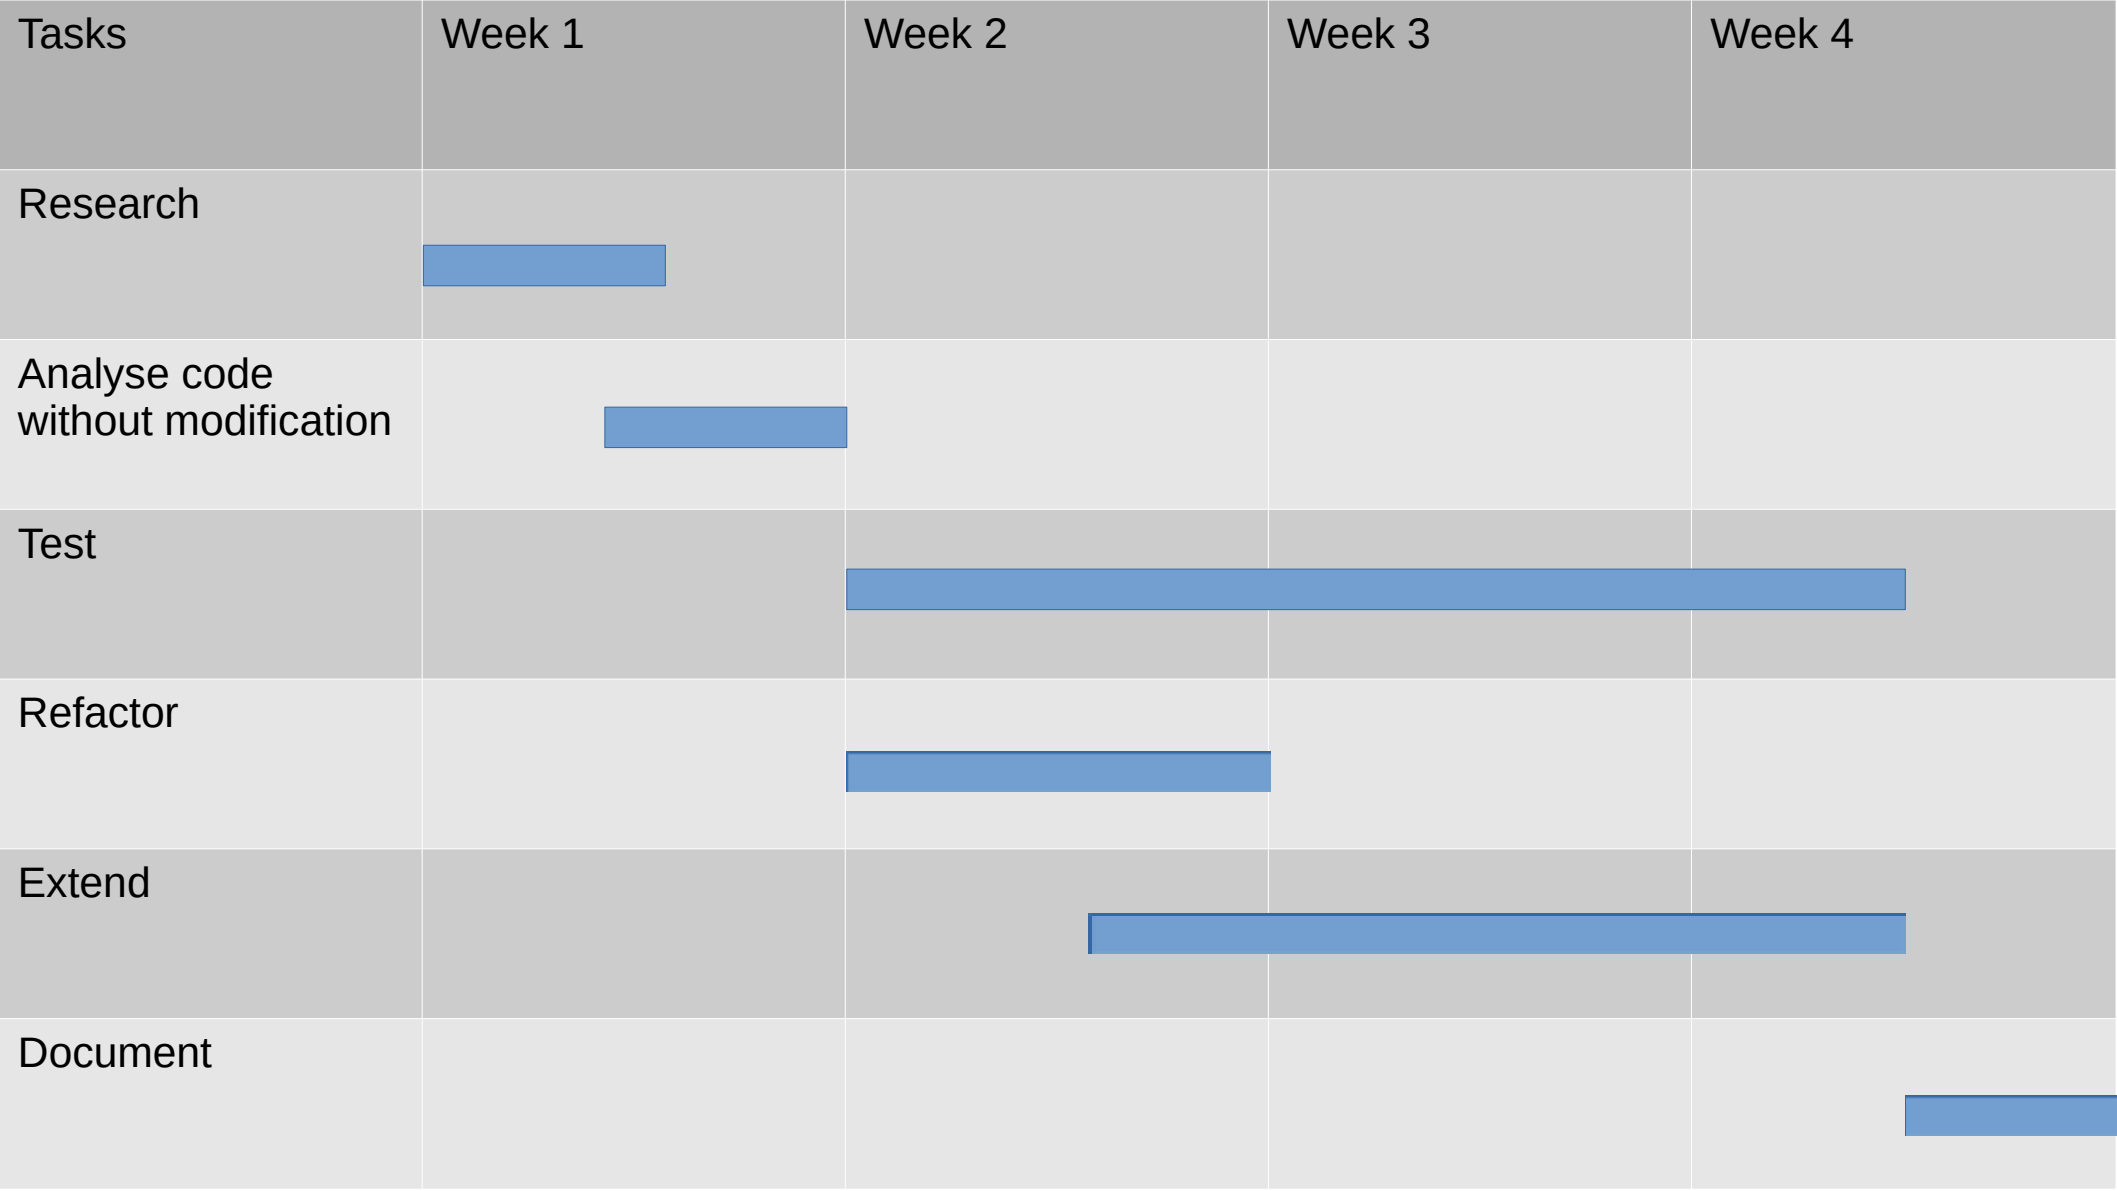 Tasks
Week 1
Week 2
Week 3
Week 4
Research
Analyse code
without modification
Test
Refactor
Extend
Document